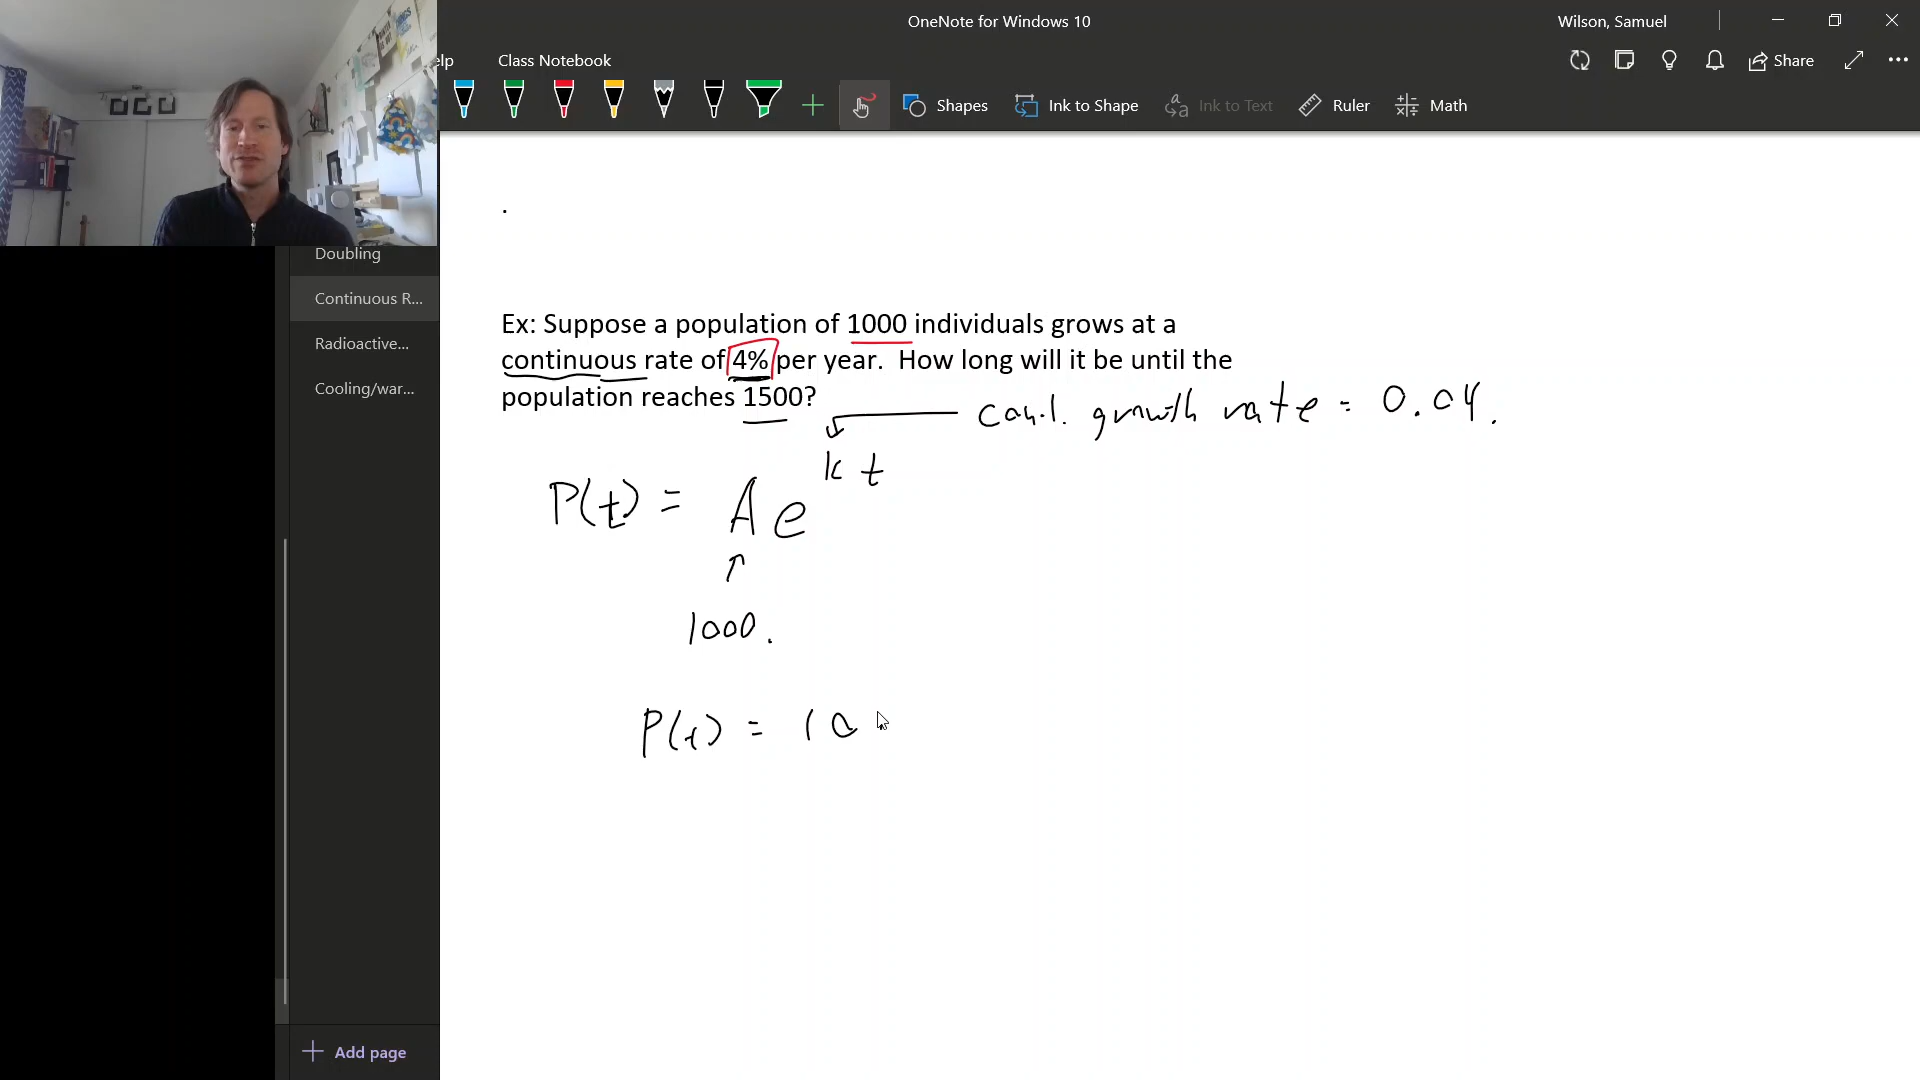 OneNote for Windows 10
Wilson, Samuel
elp
Class Notebook
Share
Shapes
Ink to Shape
Ink to Text
Ruler
Math
Doubling
Continuous R...
Radioactive...
Cooling/war...
Add page
.
Ex: Suppose a population of 1000 individuals grows at a
continuous rate of 4% per year. How long will it be until the
population reaches 1500?
cont. growth rate = 0.04.
P(t) = Ae^kt
1000.
P(t) = 10